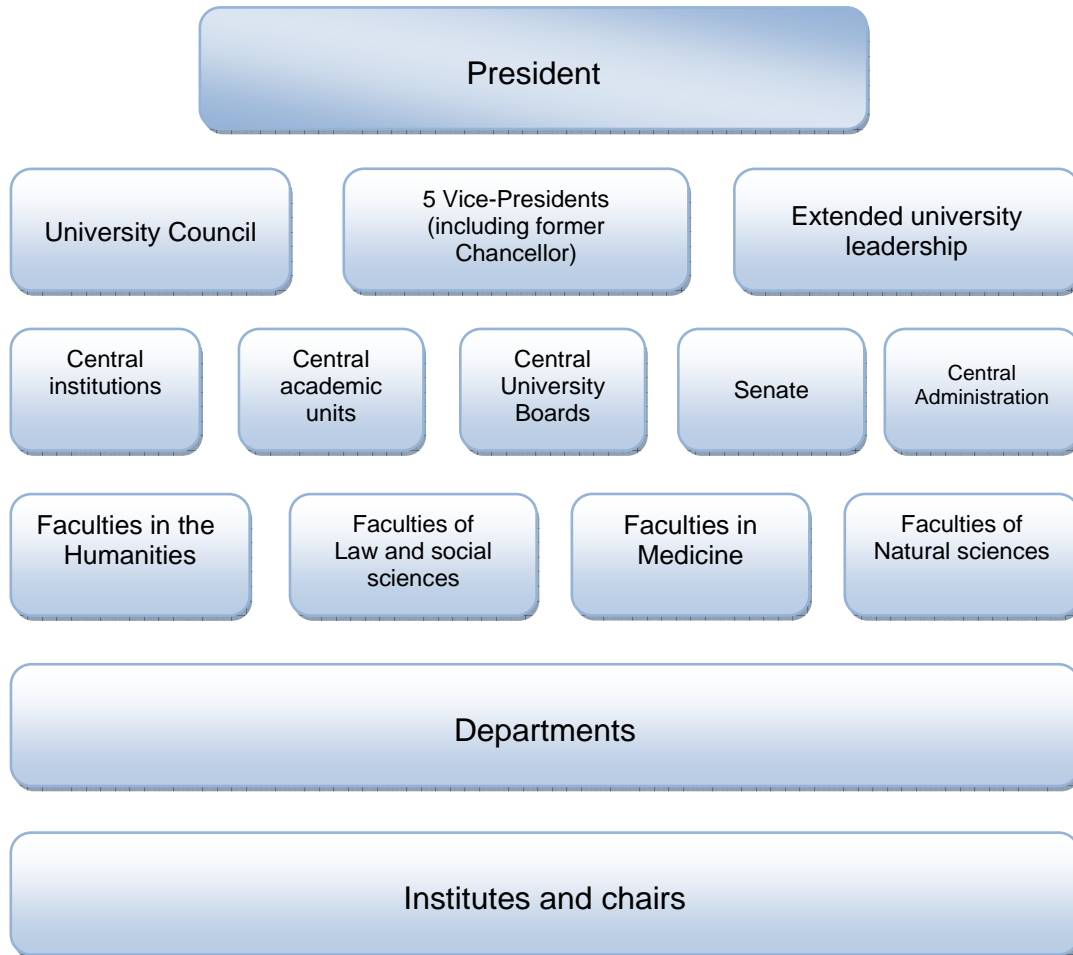 President
University Council
5 Vice-Presidents
(including former
Chancellor)
Extended university
leadership
Central
institutions
Central
academic
units
Central
University
Boards
Senate
Central
Administration
Faculties in the
Humanities
Faculties of
Law and social
sciences
Faculties in
Medicine
Faculties of
Natural sciences
Departments
Institutes and chairs